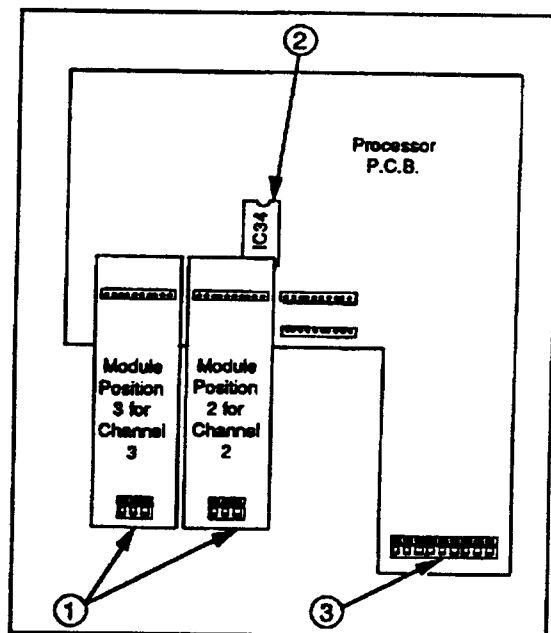 2
Processor
P.C.B.
IC34
Module
Position
3 for
Channel
3
Module
Position
2 for
Channel
2
1
3